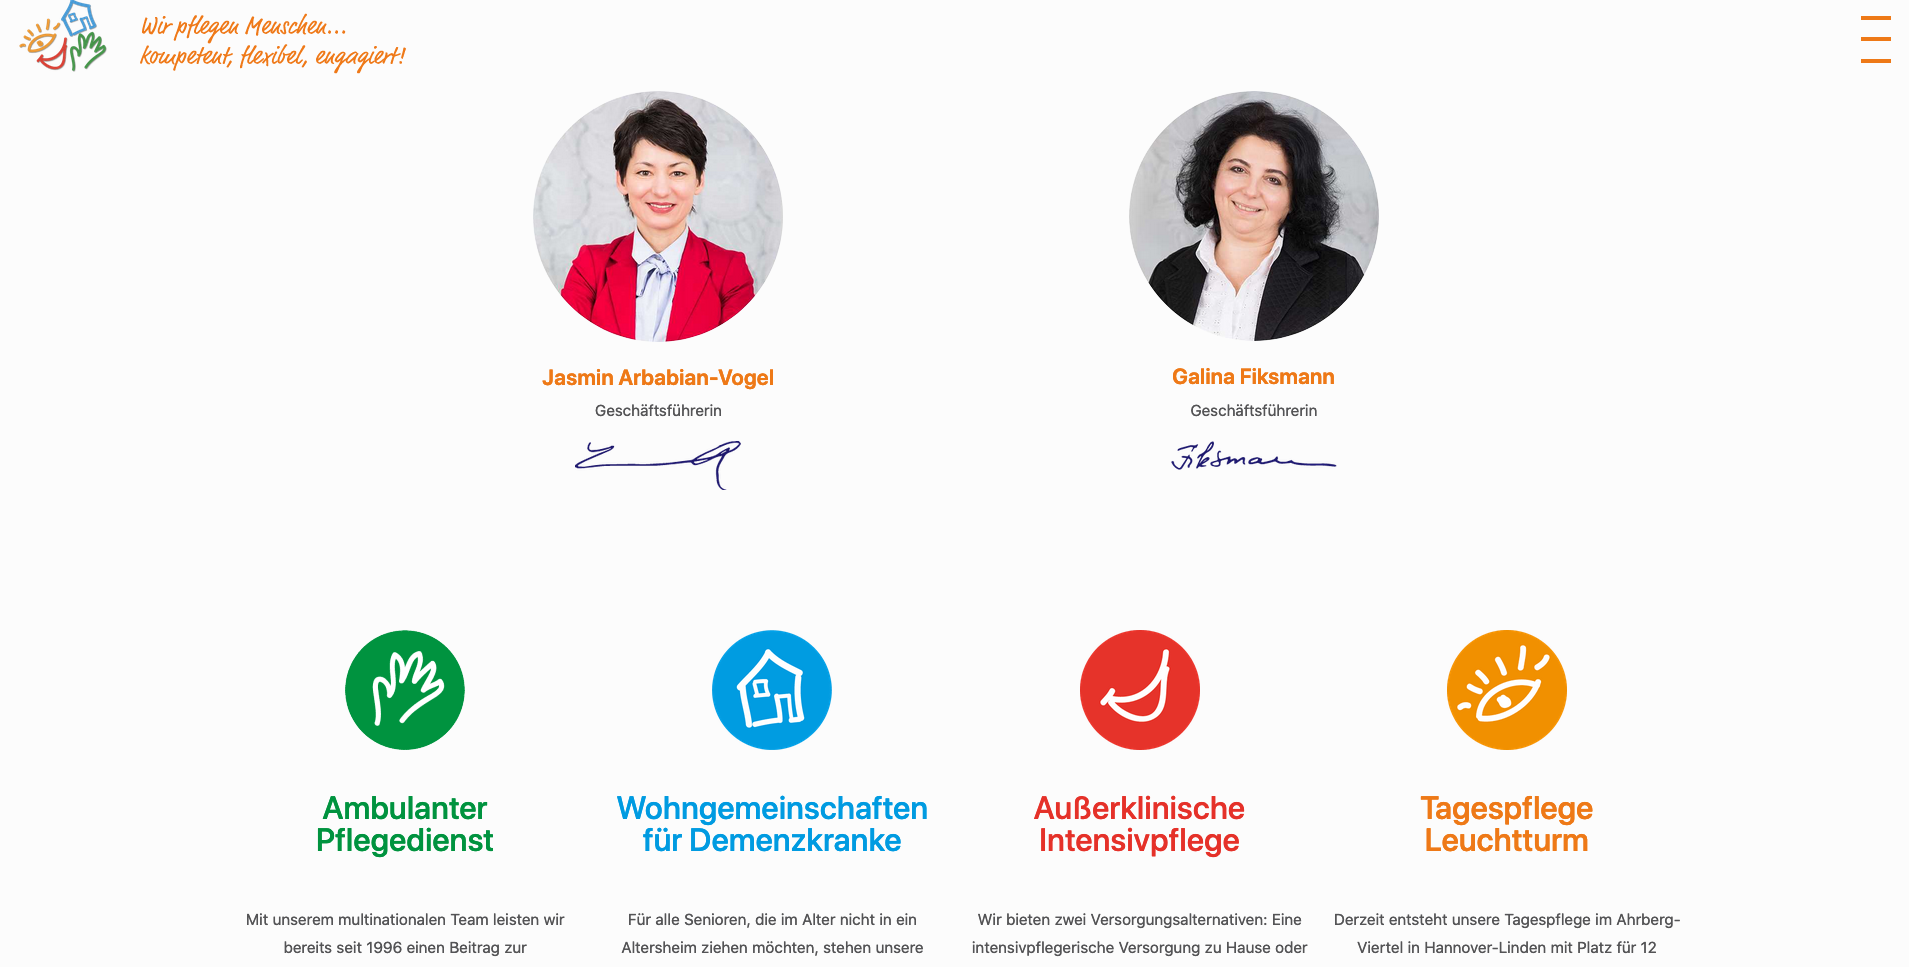 Wir pflegen Menschen...
kompetent, flexibel, engagiert!
Jasmin Arbabian-Vogel
Geschäftsführerin
Galina Fiksmann
Geschäftsführerin
Fiksmann
Ambulanter
Pflegedienst
Mit unserem multinationalen Team leisten wir
bereits seit 1996 einen Beitrag zur
Wohngemeinschaften
für Demenzkranke
Für alle Senioren, die im Alter nicht in ein
Altersheim ziehen möchten, stehen unsere
Außerklinische
Intensivpflege
Wir bieten zwei Versorgungsalternativen: Eine
intensivpflegerische Versorgung zu Hause oder
Tagespflege
Leuchtturm
Derzeit entsteht unsere Tagespflege im Ahrberg-
Viertel in Hannover-Linden mit Platz für 12